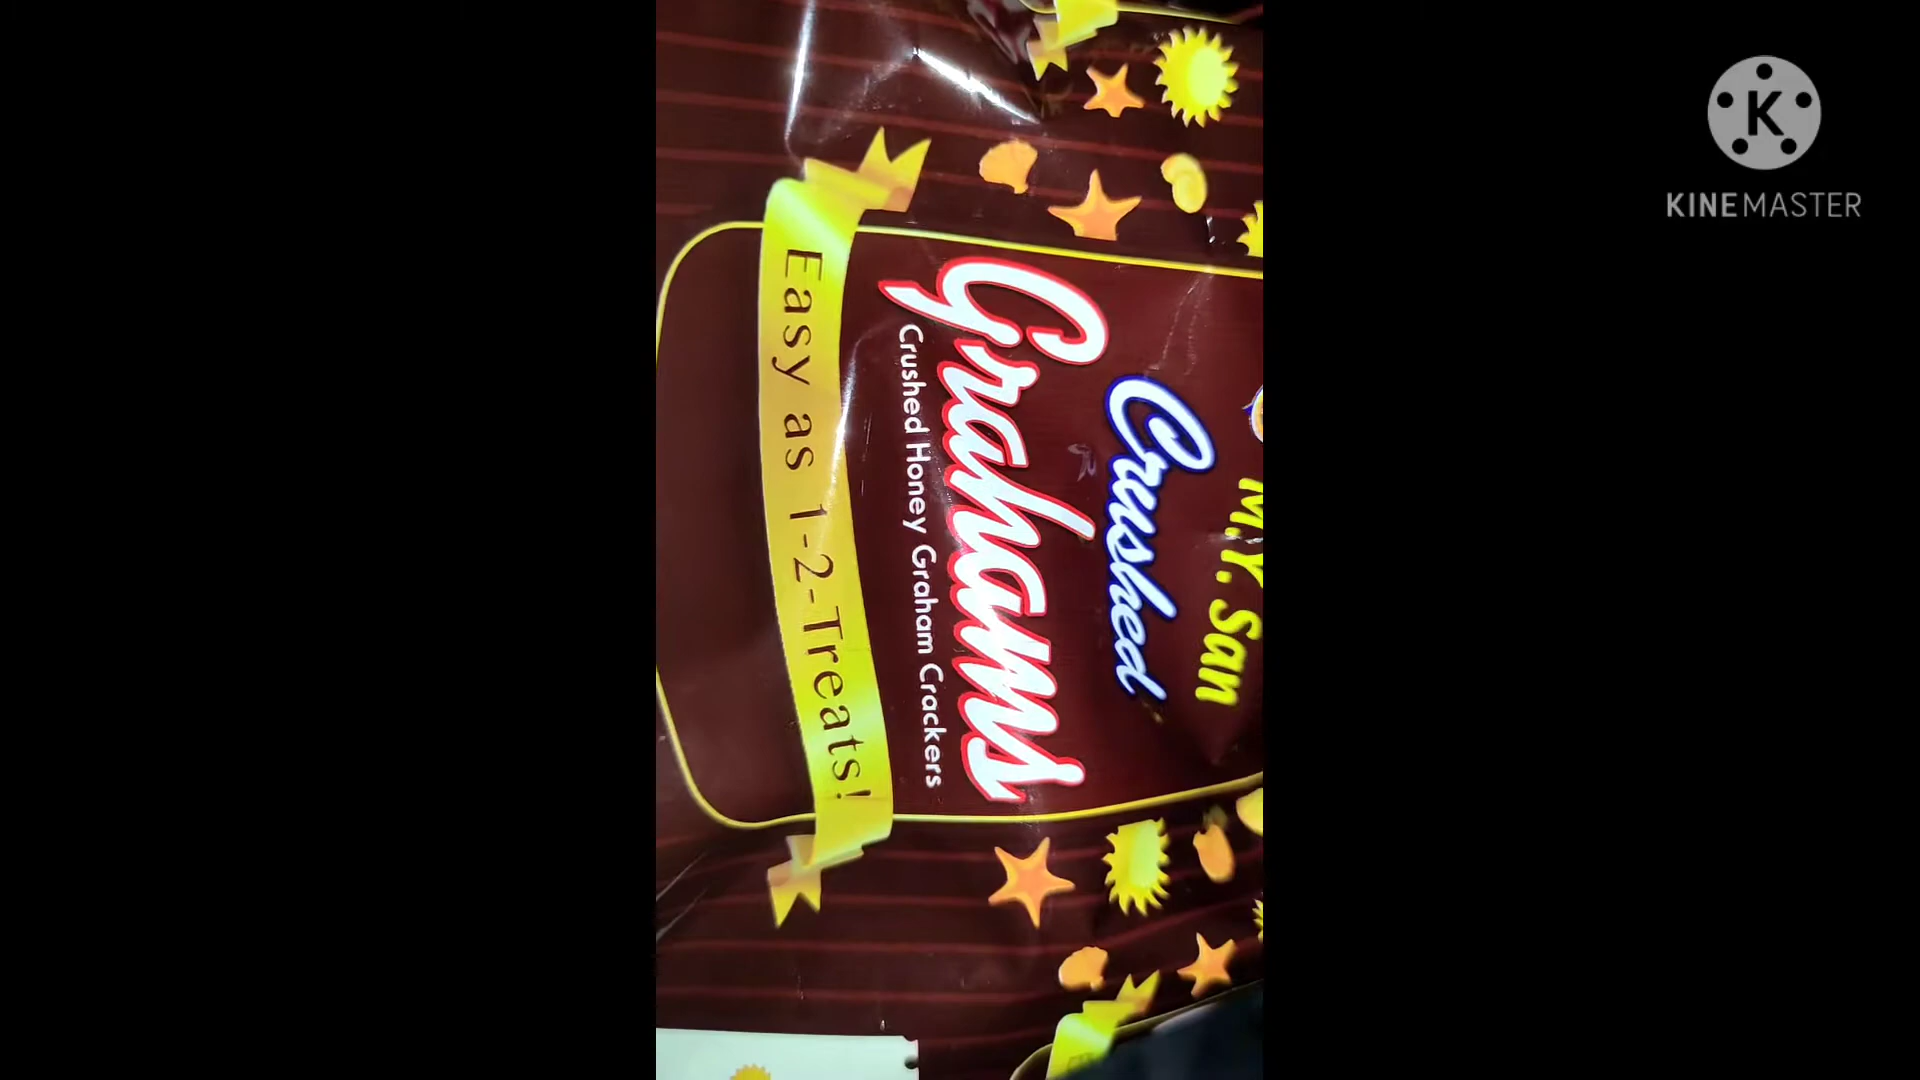 M.Y. San
Crushed
Grahams
Crushed Honey Graham Crackers
Easy as 1-2-Treats!
K
KINEMASTER